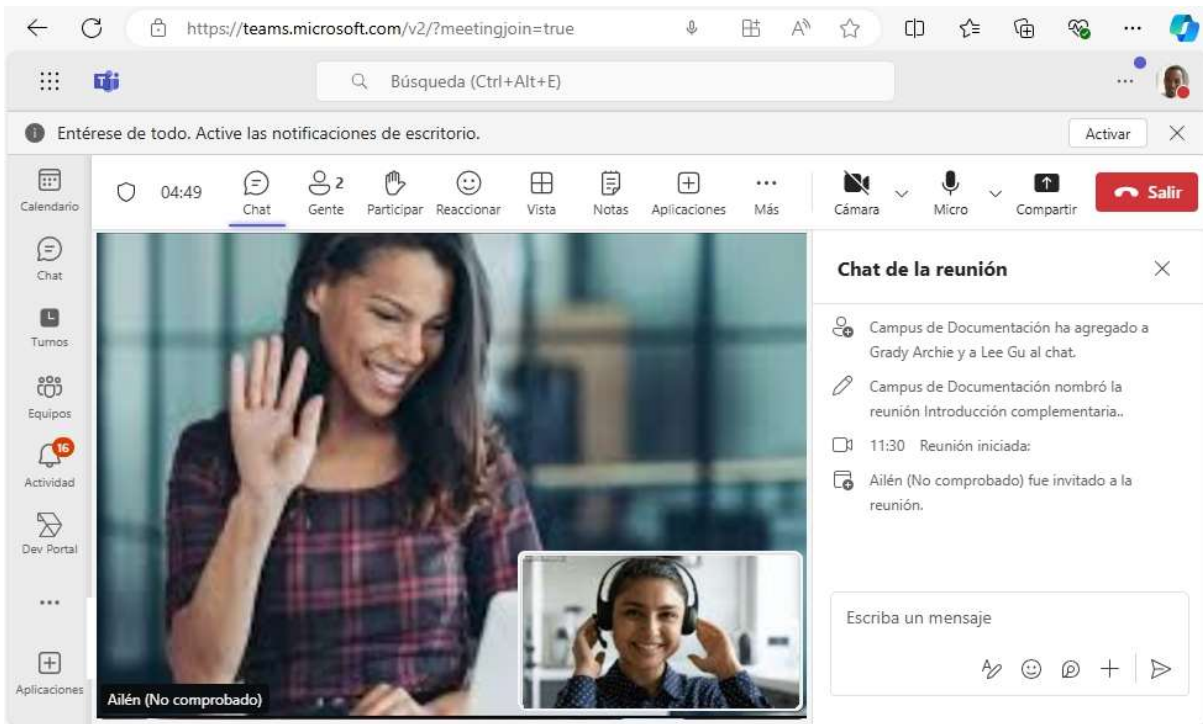 https://teams.microsoft.com/v2/?meetingjoin=true
Búsqueda (Ctrl+Alt+E)
Entérese de todo. Active las notificaciones de escritorio.
Activar
Calendario
Chat
Turnos
Equipos
16
Actividad
Dev Portal
Aplicaciones
04:49
Chat
2
Gente
Participar
Reaccionar
Vista
Notas
Aplicaciones
Más
Cámara
Micro
Compartir
Salir
Ailén (No comprobado)
Chat de la reunión
Campus de Documentación ha agregado a
Grady Archie y a Lee Gu al chat.
Campus de Documentación nombró la
reunión Introducción complementaria..
11:30 Reunión iniciada:
Ailén (No comprobado) fue invitado a la
reunión.
Escriba un mensaje